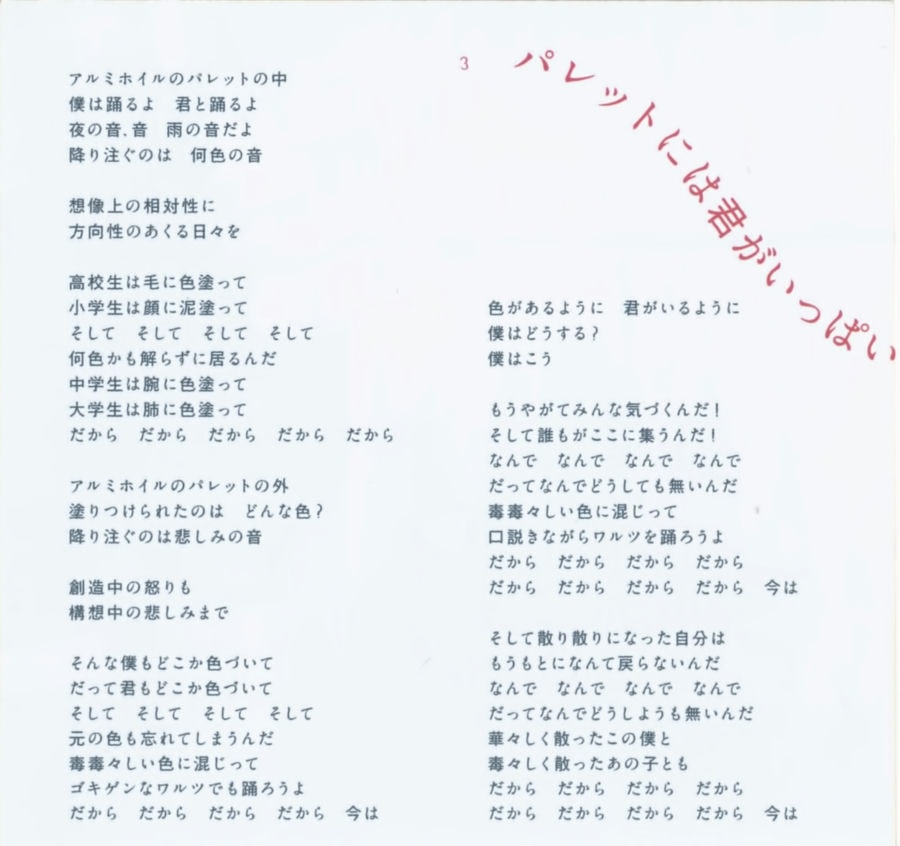 3 パレットには君がいっぱい
アルミホイルのパレットの中
僕は踊るよ　君と踊るよ
夜の音、音　雨の音だよ
降り注ぐのは　何色の音
想像上の相対性に
方向性のあくる日々を
高校生は毛に色塗って
小学生は顔に泥塗って
そして　そして　そして　そして
何色かも解らずに居るんだ
中学生は腕に色塗って
大学生は肺に色塗って
だから　だから　だから　だから　だから
アルミホイルのパレットの外
塗りつけられたのは　どんな色?
降り注ぐのは悲しみの音
創造中の怒りも
構想中の悲しみまで
そんな僕もどこか色づいて
だって君もどこか色づいて
そして　そして　そして　そして
元の色も忘れてしまうんだ
毒毒々しい色に混じって
ゴキゲンなワルツでも踊ろうよ
だから　だから　だから　だから　今は
色があるように　君がいるように
僕はどうする?
僕はこう
もうやがてみんな気づくんだ!
そして誰もがここに集うんだ!
なんで　なんで　なんで　なんで
だってなんでどうしても無いんだ
毒毒々しい色に混じって
口説きながらワルツを踊ろうよ
だから　だから　だから　だから
だから　だから　だから　だから　今は
そして散り散りになった自分は
もうもとになんて戻らないんだ
なんで　なんで　なんで　なんで
だってなんでどうしようも無いんだ
華々しく散ったこの僕と
毒々しく散ったあの子とも
だから　だから　だから　だから
だから　だから　だから　だから　今は